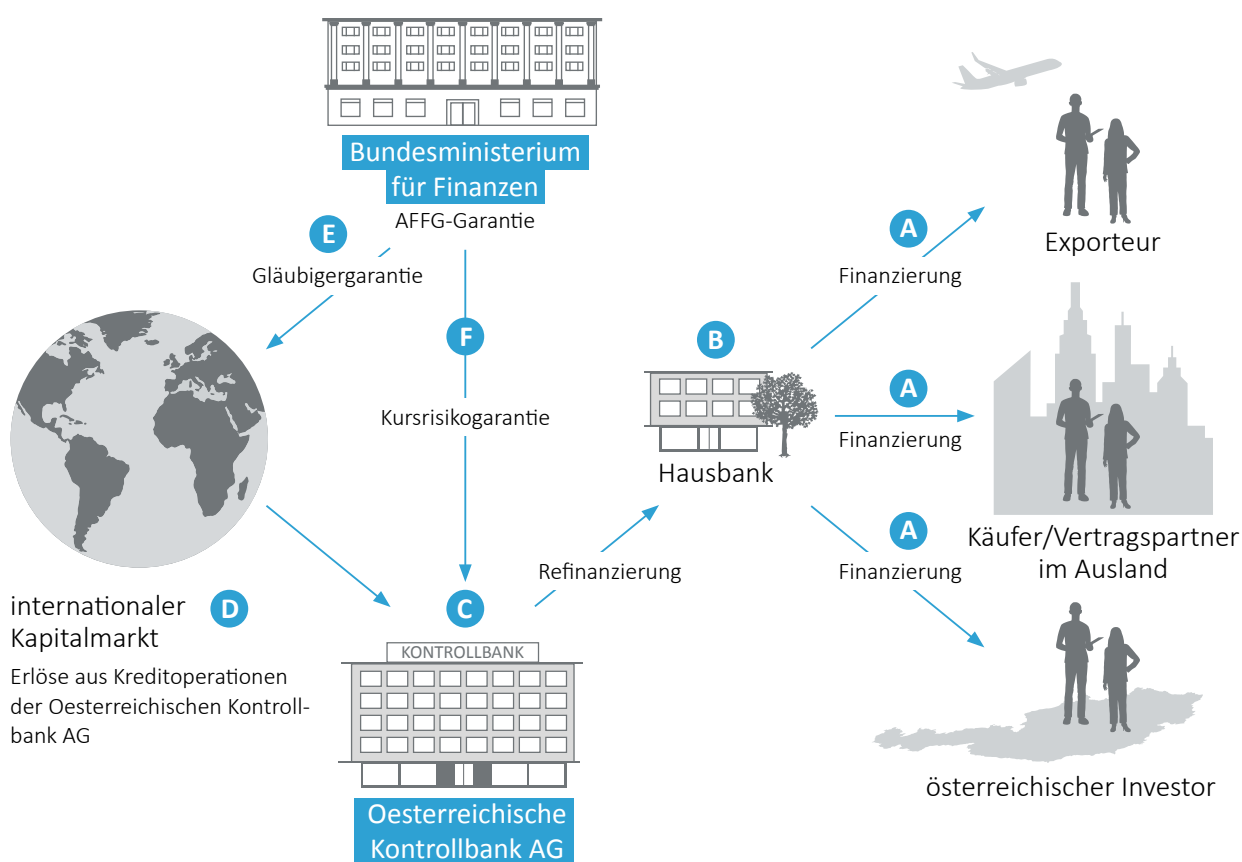 Bundesministerium
für Finanzen
AFFG-Garantie
E
Gläubigergarantie
F
Kursrisikogarantie
internationaler
Kapitalmarkt
D
Erlöse aus Kreditoperationen
der Oesterreichischen Kontroll-
bank AG
C
KONTROLLBANK
Oesterreichische
Kontrollbank AG
Refinanzierung
B
Hausbank
A
Finanzierung
Exporteur
A
Finanzierung
Käufer/Vertragspartner
im Ausland
A
Finanzierung
österreichischer Investor